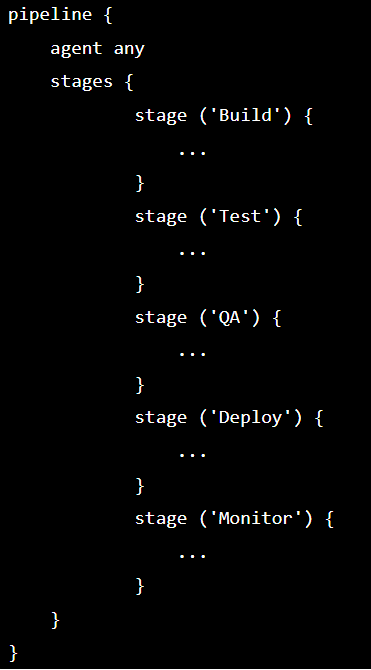 pipeline {
    agent any
    stages {
            stage ('Build') {
                ...
            }
            stage ('Test') {
                ...
            }
            stage ('QA') {
                ...
            }
            stage ('Deploy') {
                ...
            }
            stage ('Monitor') {
                ...
            }
    }
}